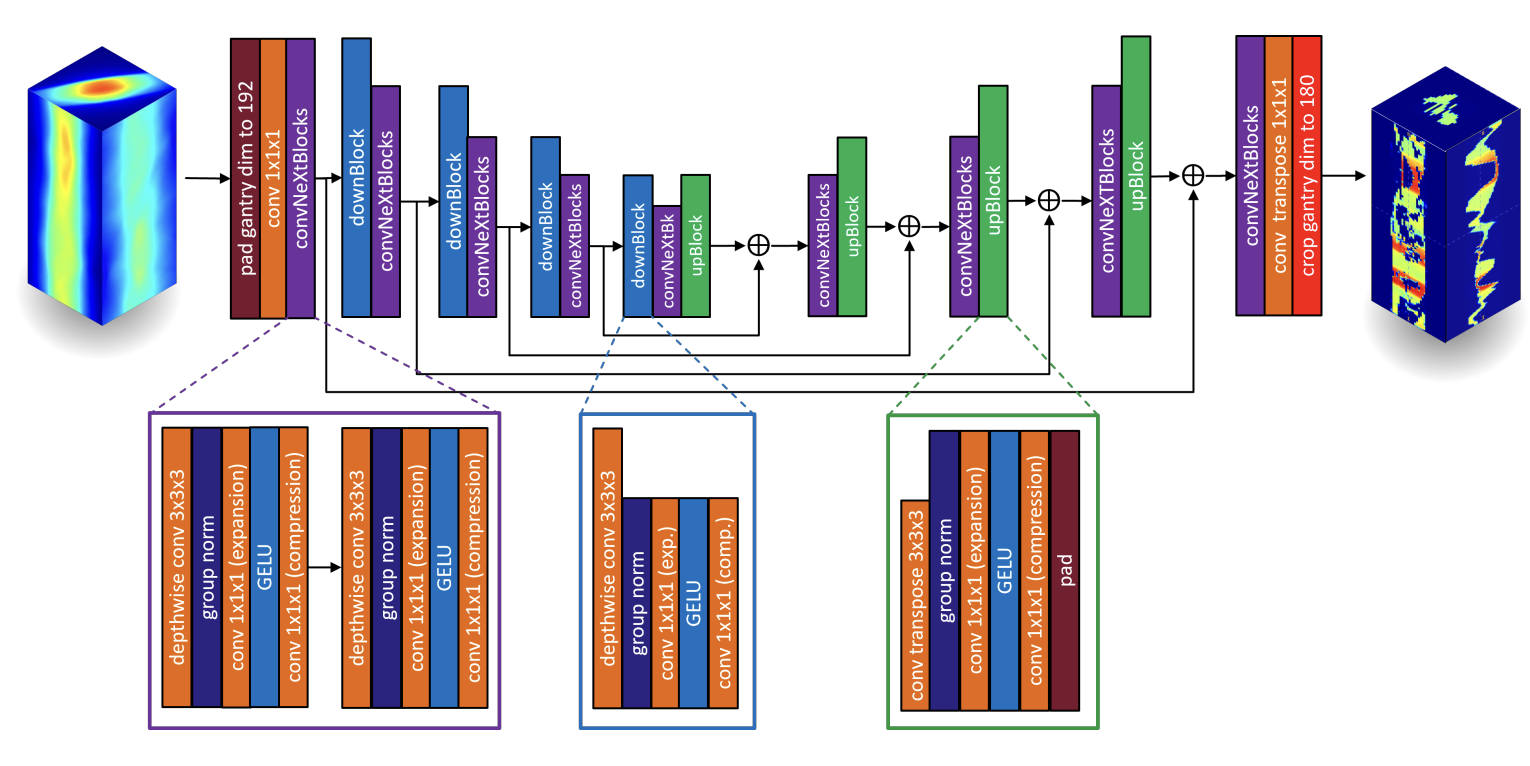 pad gantry dim to 192
conv 1x1x1
convNeXtBlocks
downBlock
convNeXtBlocks
downBlock
convNeXtBlocks
downBlock
convNeXtBlocks
downBlock
convNeXtBk
upBlock
convNeXtBlocks
upBlock
convNeXtBlocks
upBlock
convNeXTBlocks
upBlock
convNeXtBlocks
conv transpose 1x1x1
crop gantry dim to 180
depthwise conv 3x3x3
group norm
conv 1x1x1 (expansion)
GELU
conv 1x1x1 (compression)
depthwise conv 3x3x3
group norm
conv 1x1x1 (expansion)
GELU
conv 1x1x1 (compression)
depthwise conv 3x3x3
group norm
conv 1x1x1 (exp.)
GELU
conv 1x1x1 (comp.)
conv transpose 3x3x3
group norm
conv 1x1x1 (expansion)
GELU
conv 1x1x1 (compression)
pad